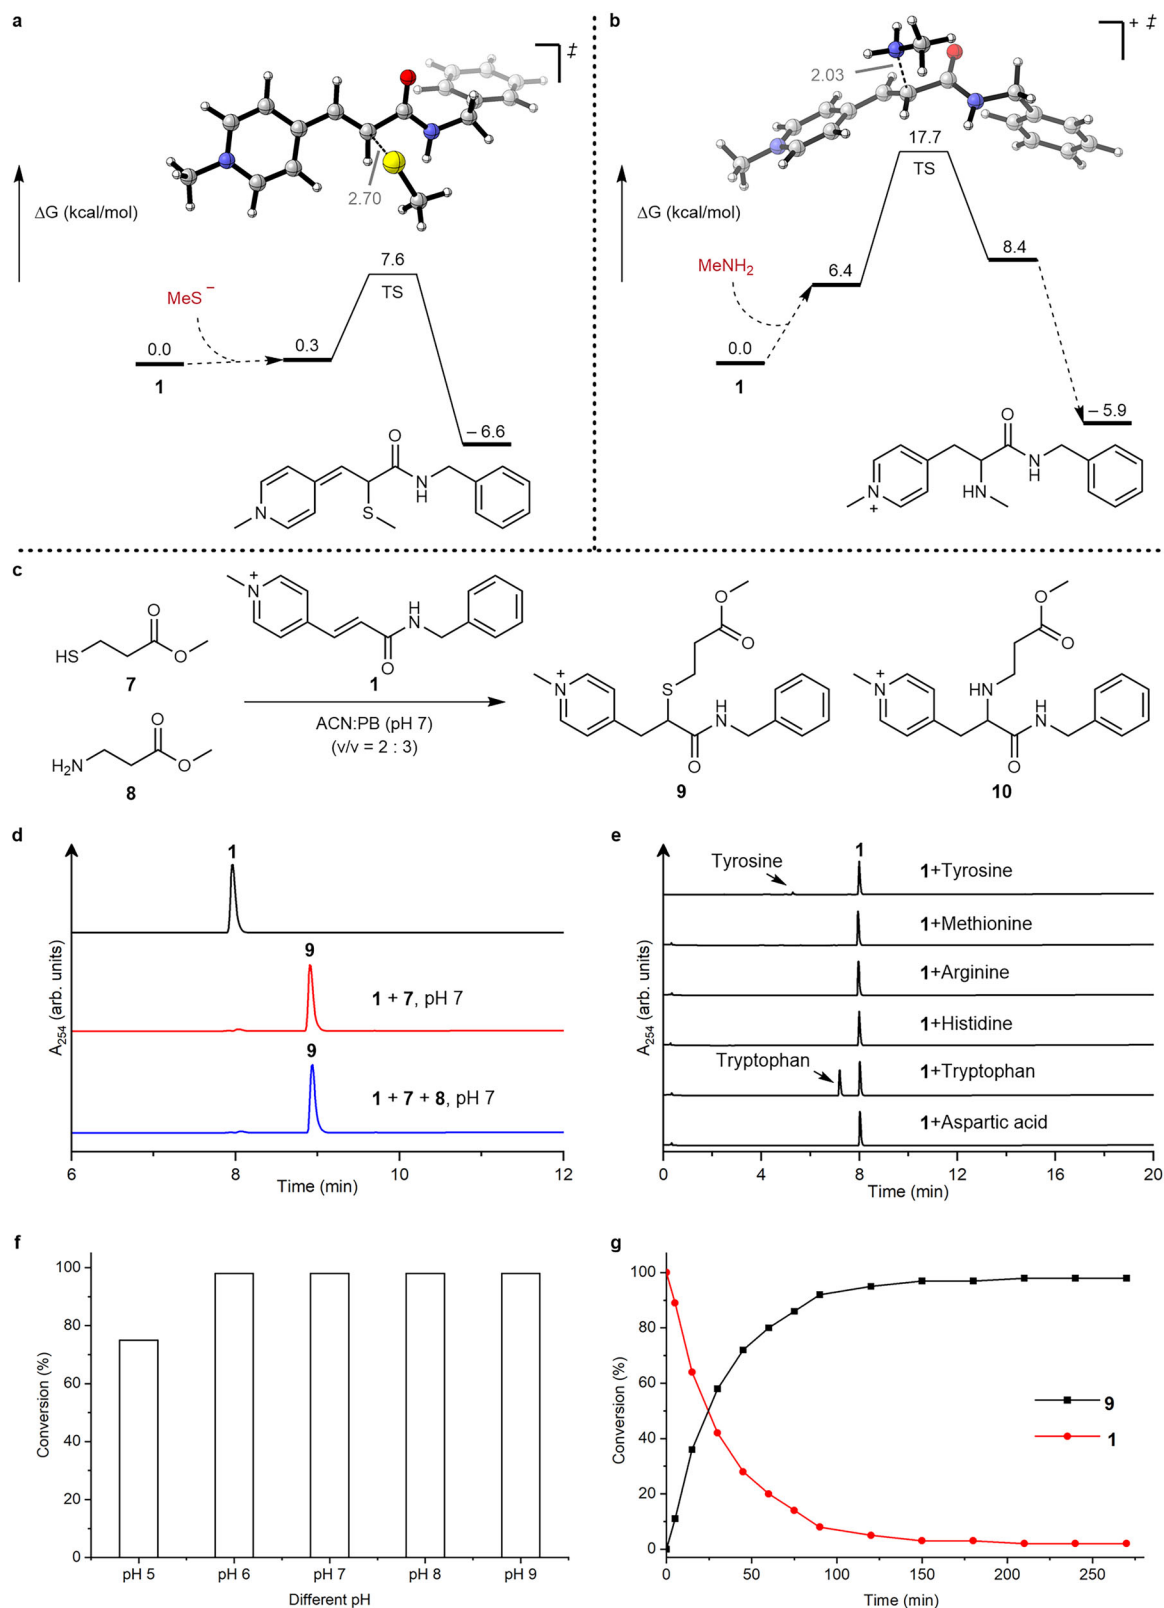 a
‡
2.70
ΔG (kcal/mol)
7.6
TS
MeS⁻
0.0
0.3
1
– 6.6
O
N
H
S
N
b
+ ‡
2.03
17.7
TS
ΔG (kcal/mol)
MeNH₂
6.4
8.4
0.0
1
– 5.9
O
N
H
HN
N
+
c
O
HS
O
7
O
H₂N
O
8
+
N
H
N
O
1
ACN:PB (pH 7)
(v/v = 2 : 3)
O
O
+
N
S
H
N
O
9
O
O
+
N
HN
H
N
O
10
d
1
9
1 + 7, pH 7
9
1 + 7 + 8, pH 7
A₂₅₄ (arb. units)
6 8 10 12
Time (min)
e
1
Tyrosine
1+Tyrosine
1+Methionine
1+Arginine
1+Histidine
Tryptophan
1+Tryptophan
1+Aspartic acid
A₂₅₄ (arb. units)
0 4 8 12 16 20
Time (min)
f
100
80
60
40
20
0
Conversion (%)
pH 5 pH 6 pH 7 pH 8 pH 9
Different pH
g
100
80
60
40
20
0
Conversion (%)
9
1
0 50 100 150 200 250
Time (min)